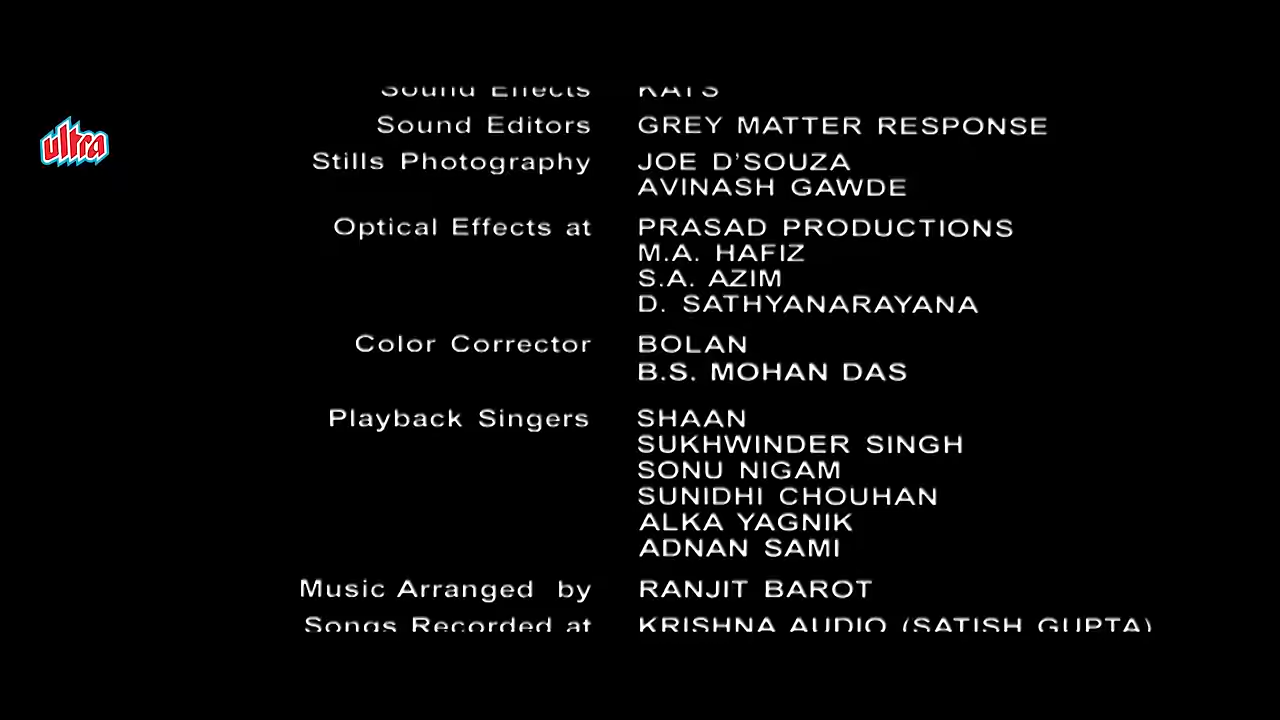 ultra
Sound Effects KATS
Sound Editors GREY MATTER RESPONSE
Stills Photography JOE D'SOUZA
AVINASH GAWDE
Optical Effects at PRASAD PRODUCTIONS
M.A. HAFIZ
S.A. AZIM
D. SATHYANARAYANA
Color Corrector BOLAN
B.S. MOHAN DAS
Playback Singers SHAAN
SUKHWINDER SINGH
SONU NIGAM
SUNIDHI CHOUHAN
ALKA YAGNIK
ADNAN SAMI
Music Arranged by RANJIT BAROT
Songs Recorded at KRISHNA AUDIO (SATISH GUPTA)